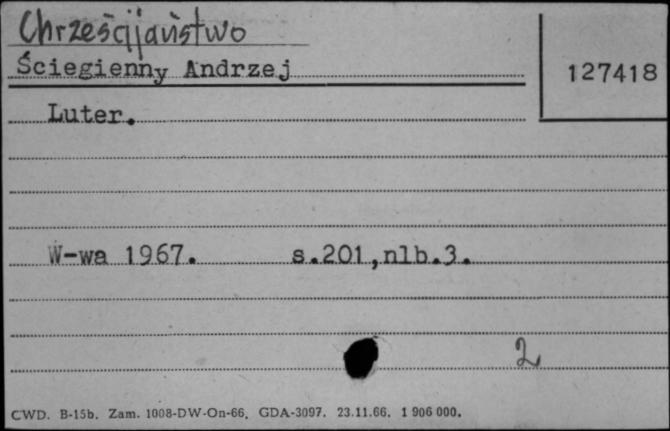 Chrześcijaństwo
Ściegienny Andrzej
127418
Luter.
W-wa 1967. s.201,nlb.3.
2
CWD. B-15b. Zam. 1008-DW-On-66. GDA-3097. 23.11.66. 1 906 000.